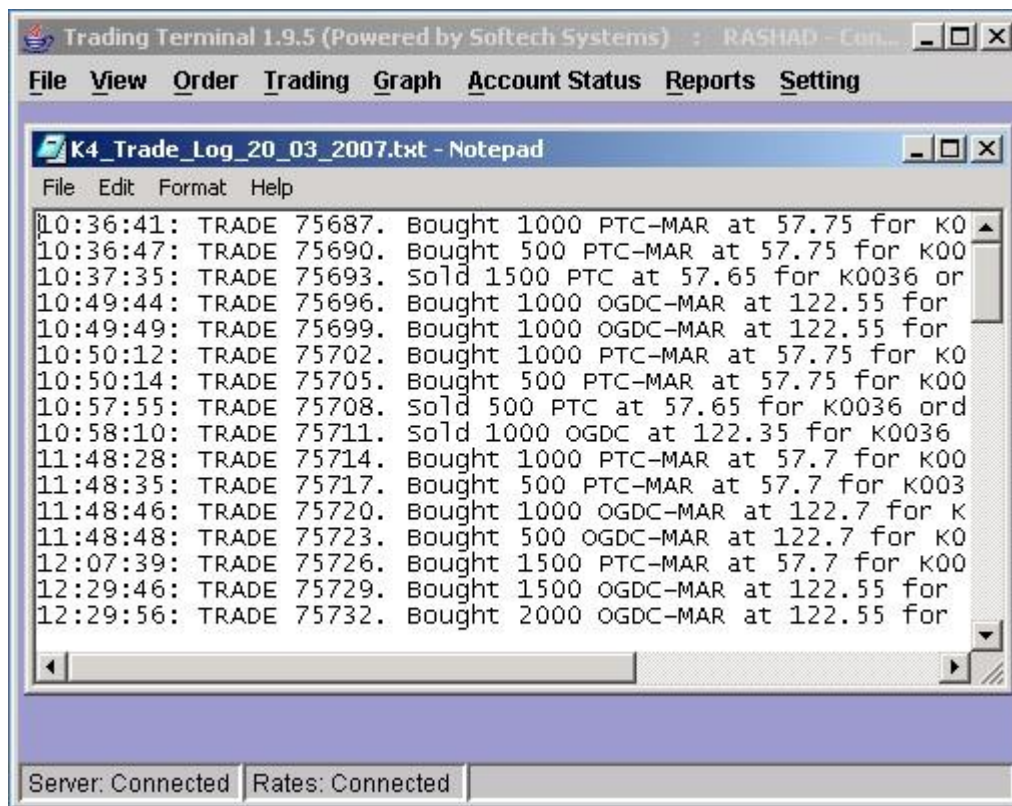 Trading Terminal 1.9.5 (Powered by Softech Systems) : RASHAD - Con...
File View Order Trading Graph Account Status Reports Setting
K4_Trade_Log_20_03_2007.txt - Notepad
File Edit Format Help
10:36:41: TRADE 75687. Bought 1000 PTC-MAR at 57.75 for K0
10:36:47: TRADE 75690. Bought 500 PTC-MAR at 57.75 for K00
10:37:35: TRADE 75693. Sold 1500 PTC at 57.65 for K0036 or
10:49:44: TRADE 75696. Bought 1000 OGDC-MAR at 122.55 for
10:49:49: TRADE 75699. Bought 1000 OGDC-MAR at 122.55 for
10:50:12: TRADE 75702. Bought 1000 PTC-MAR at 57.75 for K0
10:50:14: TRADE 75705. Bought 500 PTC-MAR at 57.75 for K00
10:57:55: TRADE 75708. Sold 500 PTC at 57.65 for K0036 ord
10:58:10: TRADE 75711. Sold 1000 OGDC at 122.35 for K0036
11:48:28: TRADE 75714. Bought 1000 PTC-MAR at 57.7 for K00
11:48:35: TRADE 75717. Bought 500 PTC-MAR at 57.7 for K003
11:48:46: TRADE 75720. Bought 1000 OGDC-MAR at 122.7 for K
11:48:48: TRADE 75723. Bought 500 OGDC-MAR at 122.7 for K0
12:07:39: TRADE 75726. Bought 1500 PTC-MAR at 57.7 for K00
12:29:46: TRADE 75729. Bought 1500 OGDC-MAR at 122.55 for
12:29:56: TRADE 75732. Bought 2000 OGDC-MAR at 122.55 for
Server: Connected Rates: Connected